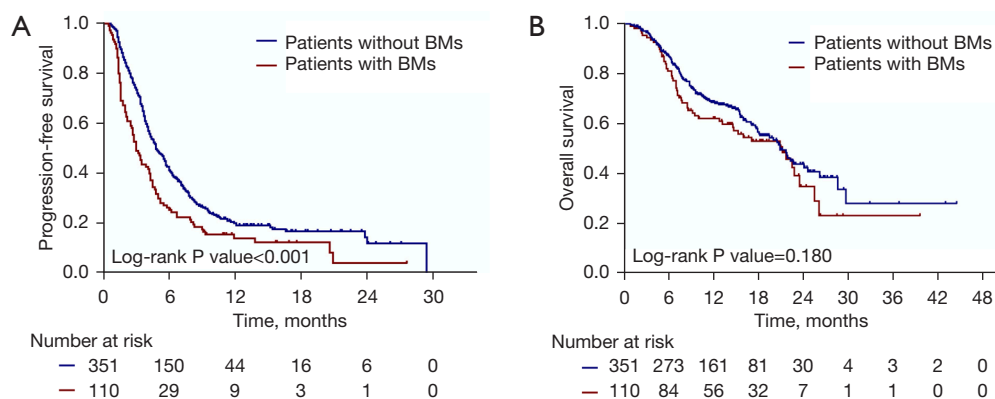 A
Progression-free survival
1.0
0.8
0.6
0.4
0.2
0.0
Patients without BMs
Patients with BMs
Log-rank P value<0.001
0 6 12 18 24 30
Time, months
Number at risk
351 150 44 16 6 0
110 29 9 3 1 0
B
Overall survival
1.0
0.8
0.6
0.4
0.2
0.0
Patients without BMs
Patients with BMs
Log-rank P value=0.180
0 6 12 18 24 30 36 42 48
Time, months
Number at risk
351 273 161 81 30 4 3 2 0
110 84 56 32 7 1 1 0 0